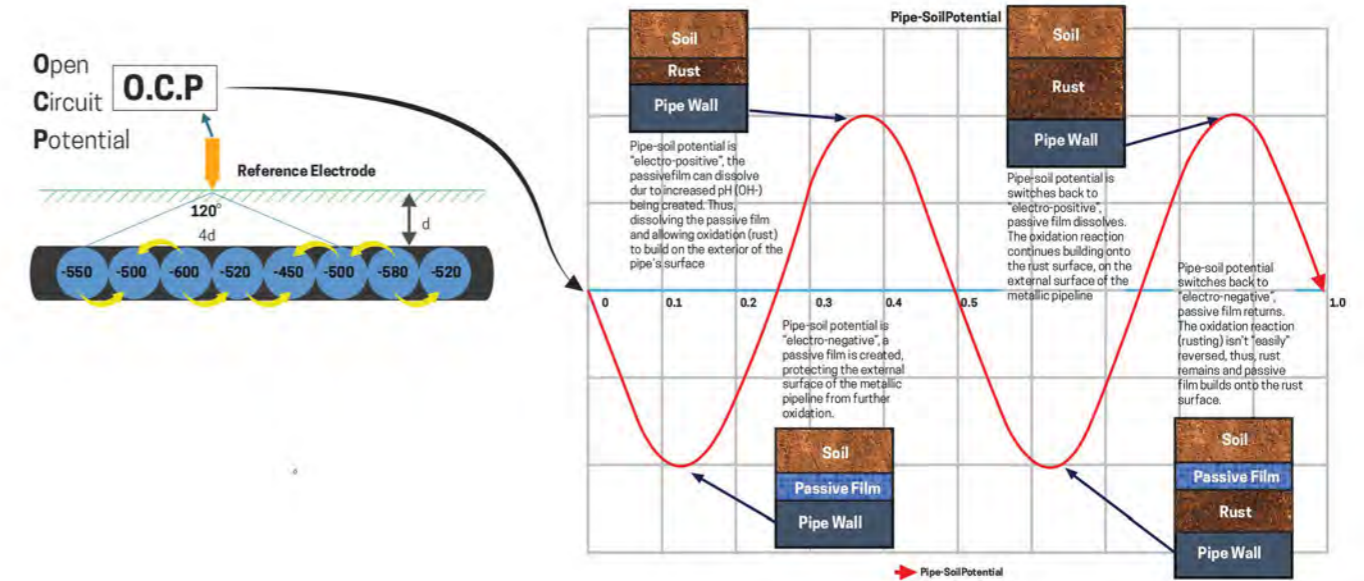 Open
Circuit
Potential
O.C.P
Reference Electrode
120°
4d
d
-550
-500
-600
-520
-450
-500
-580
-520
Pipe-SoilPotential
Soil
Rust
Pipe Wall
Pipe-soil potential is
"electro-positive", the
passivefilm can dissolve
dur to increased pH (OH-)
being created. Thus,
dissolving the passive film
and allowing oxidation (rust)
to build on the exterior of the
pipe's surface
Soil
Rust
Pipe Wall
Pipe-soil potential is
switches back to
"electro-positive",
passive film dissolves.
The oxidation reaction
continues building onto
the rust surface, on the
external surface of the
metallic pipeline
0
0.1
0.2
0.3
0.4
0.5
1.0
Pipe-soil potential is
"electro-negative", a
passive film is created,
protecting the external
surface of the metallic
pipeline from further
oxidation.
Soil
Passive Film
Pipe Wall
Pipe-soil potential
switches back to
"electro-negative",
passive film returns.
The oxidation reaction
(rusting) isn't "easily"
reversed, thus, rust
remains and passive
film builds onto the rust
surface.
Soil
Passive Film
Rust
Pipe Wall
Pipe-SoilPotential